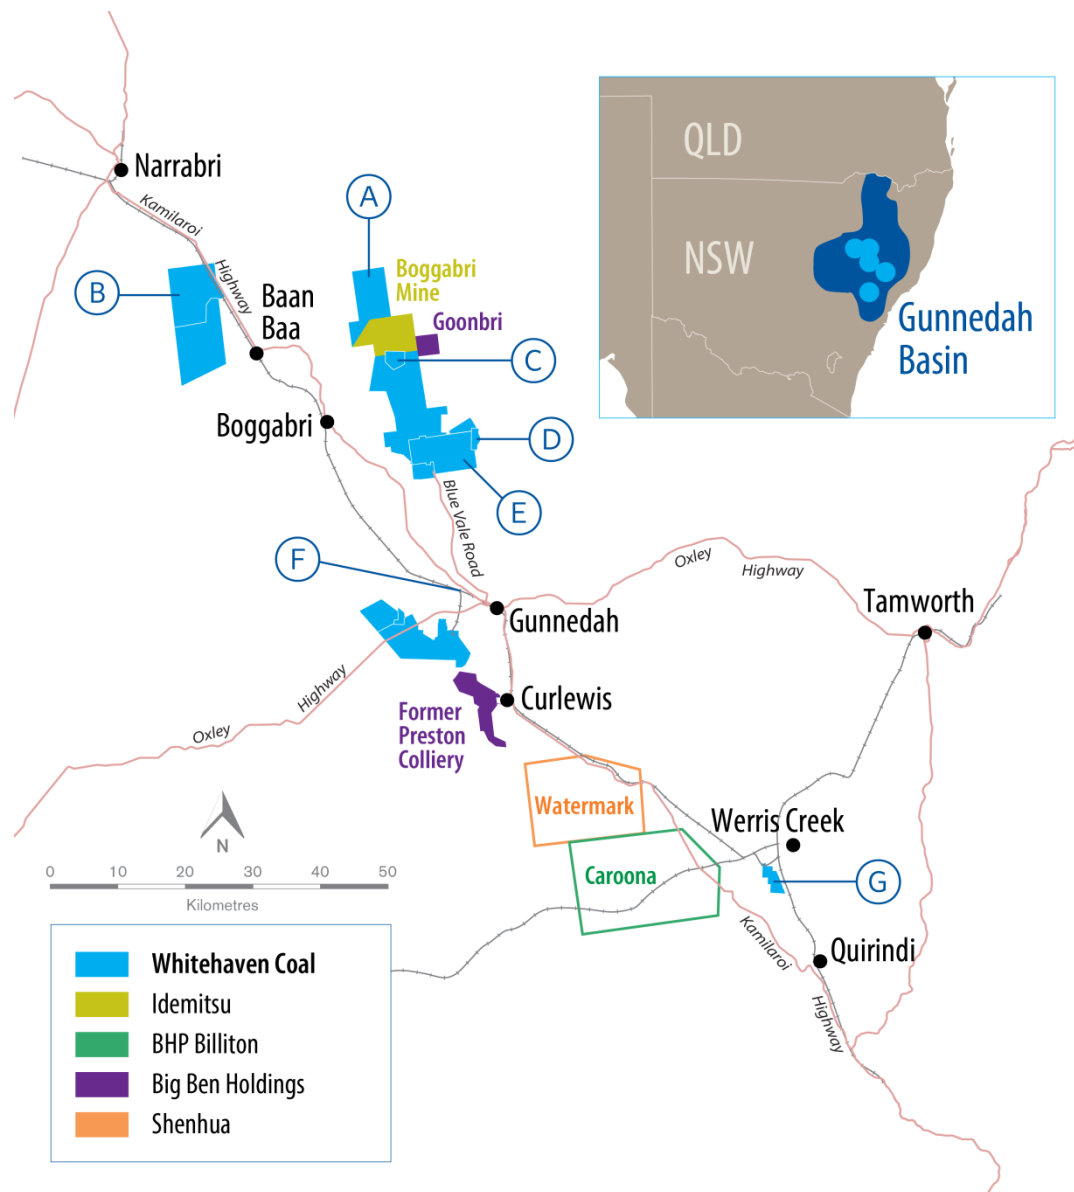 Narrabri
Kamilaroi
Highway
A
B
Baan
Baa
Boggabri
Mine
Goonbri
C
Boggabri
D
E
Blue Vale Road
F
QLD
NSW
Gunnedah
Basin
Oxley
Highway
Tamworth
Gunnedah
Curlewis
Oxley
Highway
Former
Preston
Colliery
Watermark
Werris Creek
Caroona
G
Kamilaroi
Highway
Quirindi
N
0 10 20 30 40 50
Kilometres
Whitehaven Coal
Idemitsu
BHP Billiton
Big Ben Holdings
Shenhua